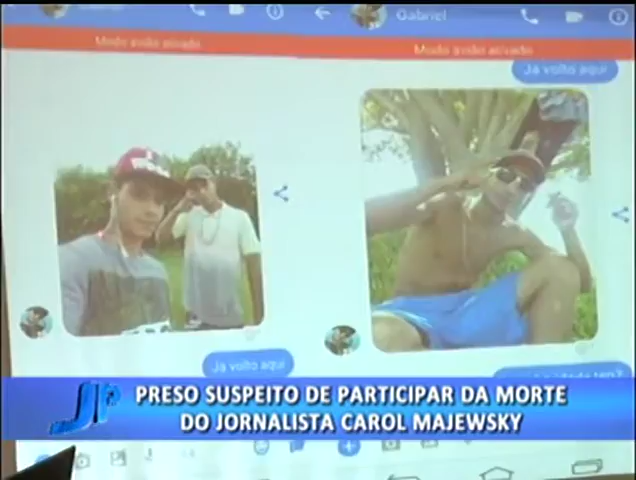 Gabriel
Modo avião ativado
Modo avião ativado
Já volto aqui
Já volto aqui
JP
PRESO SUSPEITO DE PARTICIPAR DA MORTE
DO JORNALISTA CAROL MAJEWSKY